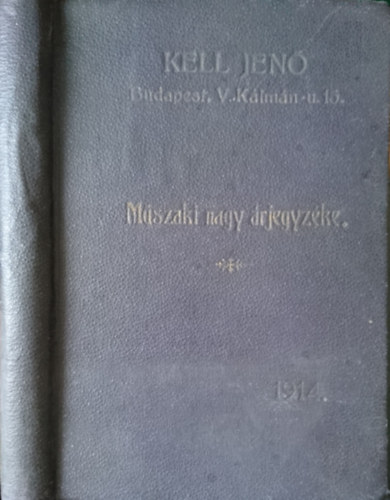 KELL JENŐ
Budapest, V. Kálmán-u. 15.
Műszaki nagy árjegyzéke.
1914.